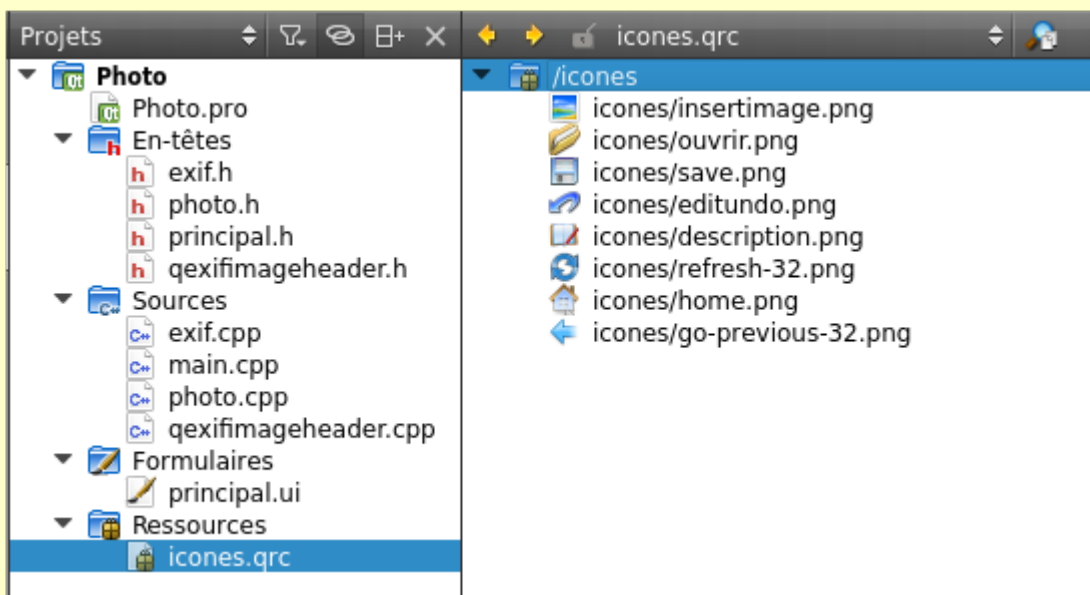 Projets
Photo
Photo.pro
En-têtes
exif.h
photo.h
principal.h
qexifimageheader.h
Sources
exif.cpp
main.cpp
photo.cpp
qexifimageheader.cpp
Formulaires
principal.ui
Ressources
icones.qrc
icones.qrc
/icones
icones/insertimage.png
icones/ouvrir.png
icones/save.png
icones/editundo.png
icones/description.png
icones/refresh-32.png
icones/home.png
icones/go-previous-32.png